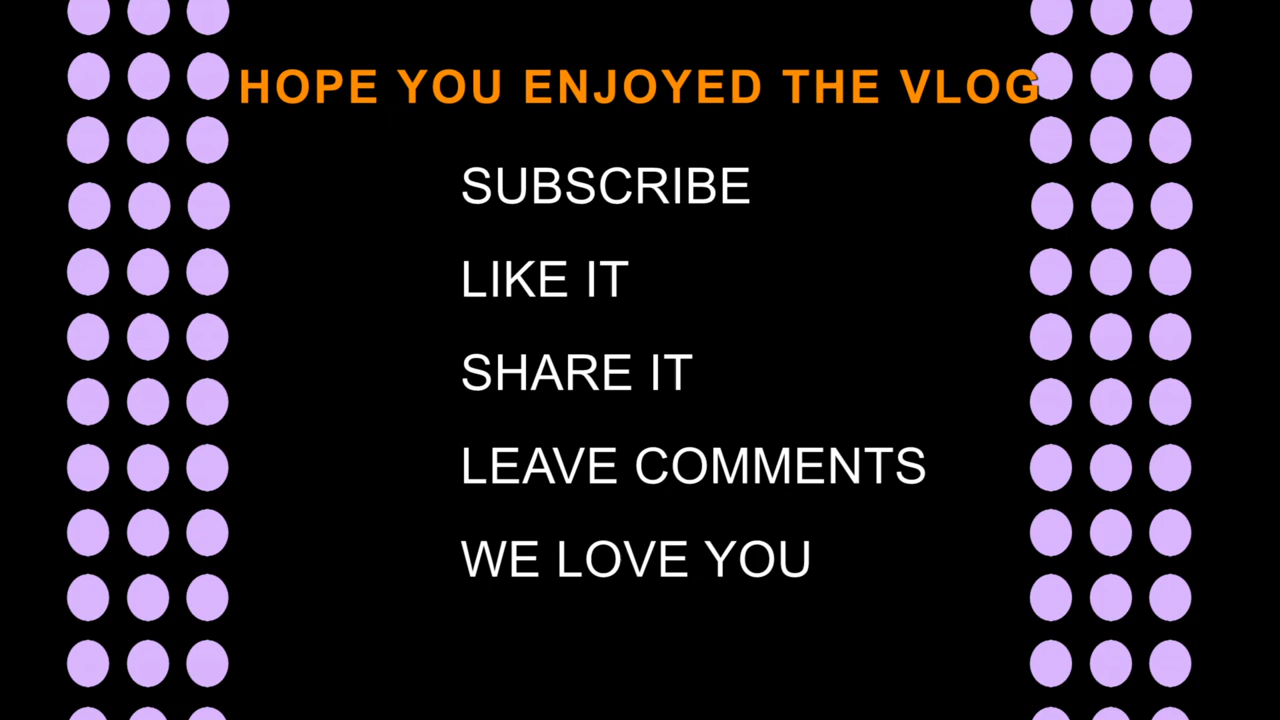 HOPE YOU ENJOYED THE VLOG
SUBSCRIBE
LIKE IT
SHARE IT
LEAVE COMMENTS
WE LOVE YOU